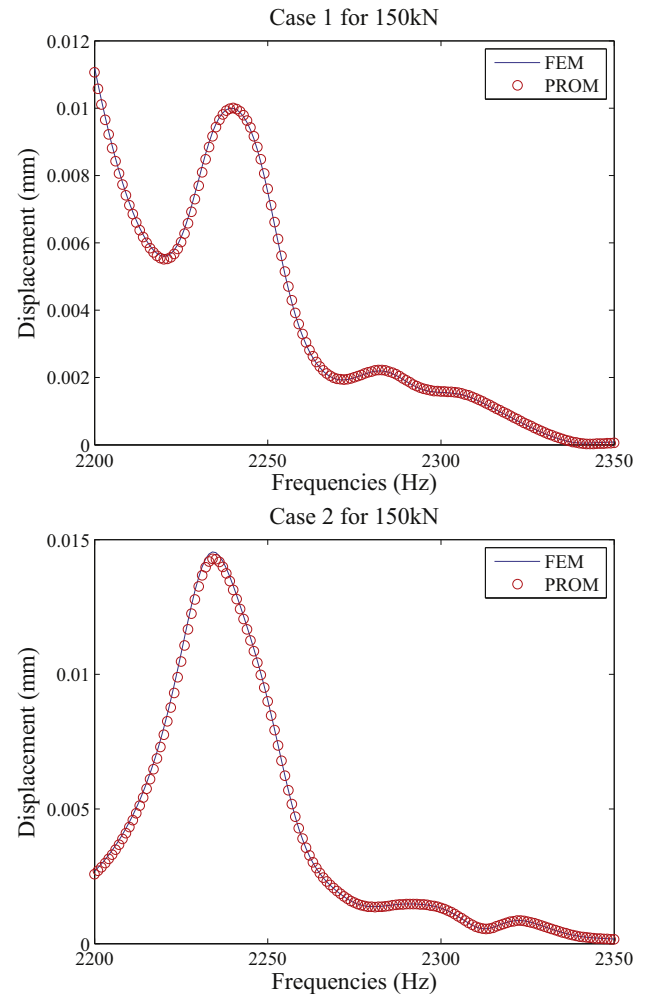 Case 1 for 150kN
0.012
0.01
0.008
0.006
0.004
0.002
0
Displacement (mm)
FEM
PROM
2200
2250
2300
2350
Frequencies (Hz)
Case 2 for 150kN
0.015
0.01
0.005
0
Displacement (mm)
FEM
PROM
2200
2250
2300
2350
Frequencies (Hz)